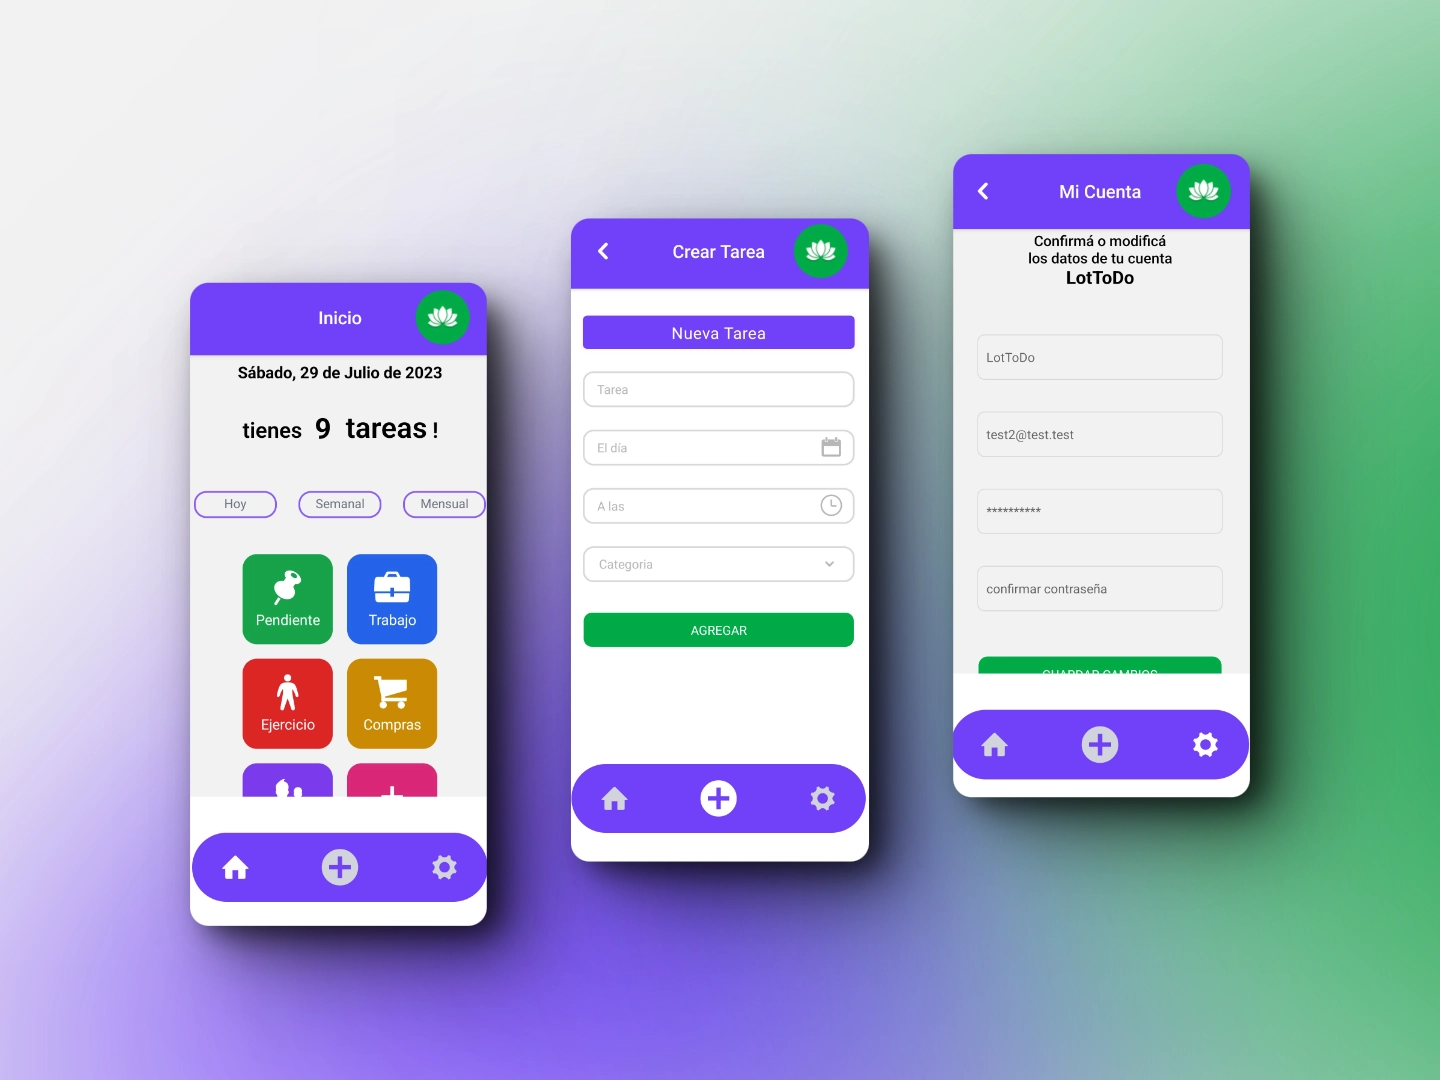 Inicio
Sábado, 29 de Julio de 2023
tienes 9 tareas !
Hoy Semanal Mensual
Pendiente Trabajo
Ejercicio Compras
Crear Tarea
Nueva Tarea
Tarea
El día
A las
Categoria
AGREGAR
Mi Cuenta
Confirmá o modificá
los datos de tu cuenta
LotToDo
LotToDo
test2@test.test
**********
confirmar contraseña
GUARDAR CAMBIOS